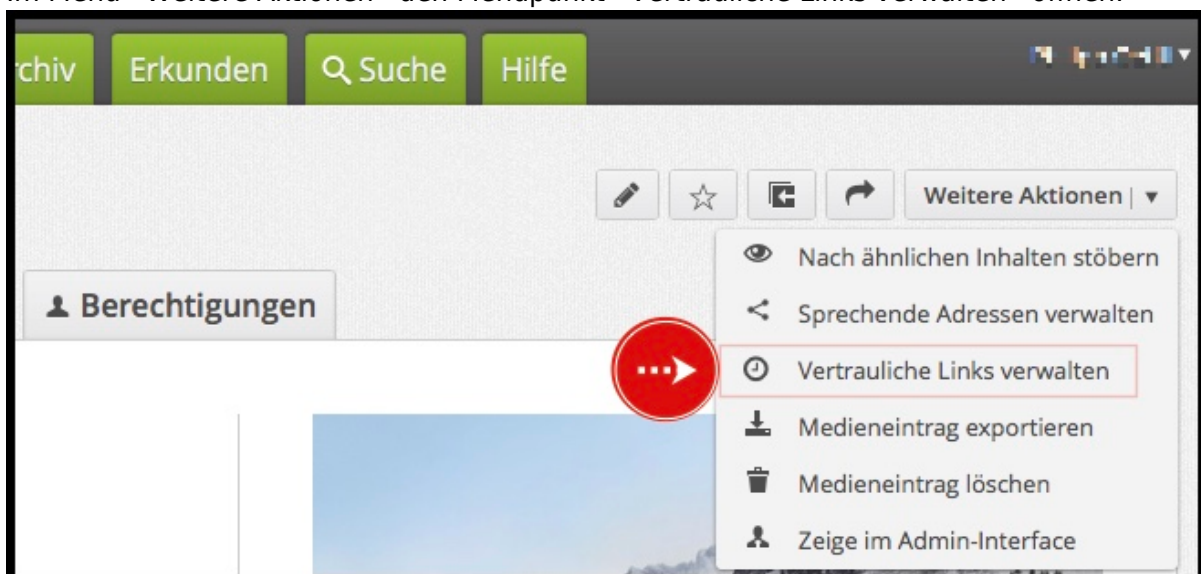 Im Menü "Weitere Aktionen" den Menüpunkt "Vertrauliche Links verwalten" öffnen.
chiv Erkunden Suche Hilfe
Weitere Aktionen
Nach ähnlichen Inhalten stöbern
Berechtigungen
Sprechende Adressen verwalten
Vertrauliche Links verwalten
Medieneintrag exportieren
Medieneintrag löschen
Zeige im Admin-Interface